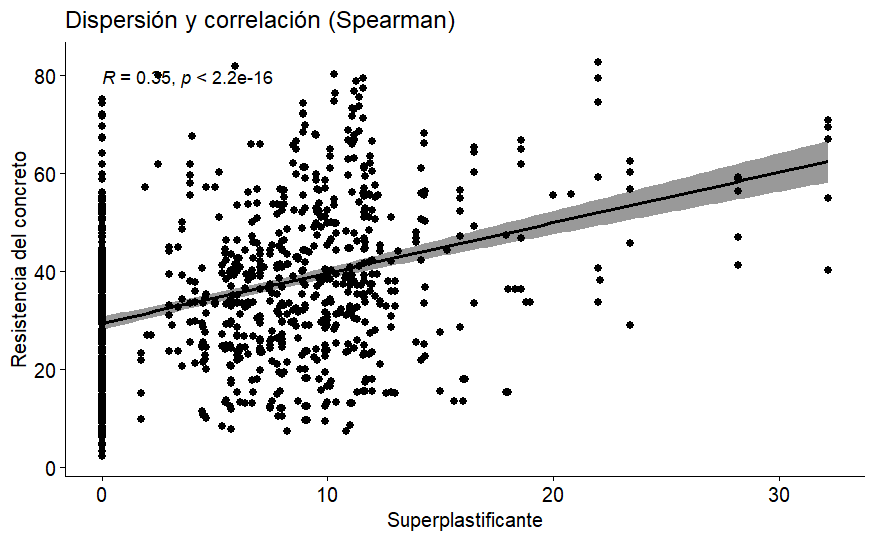 Dispersión y correlación (Spearman)
R = 0.35, p < 2.2e-16
80
60
40
20
0
Resistencia del concreto
0 10 20 30
Superplastificante